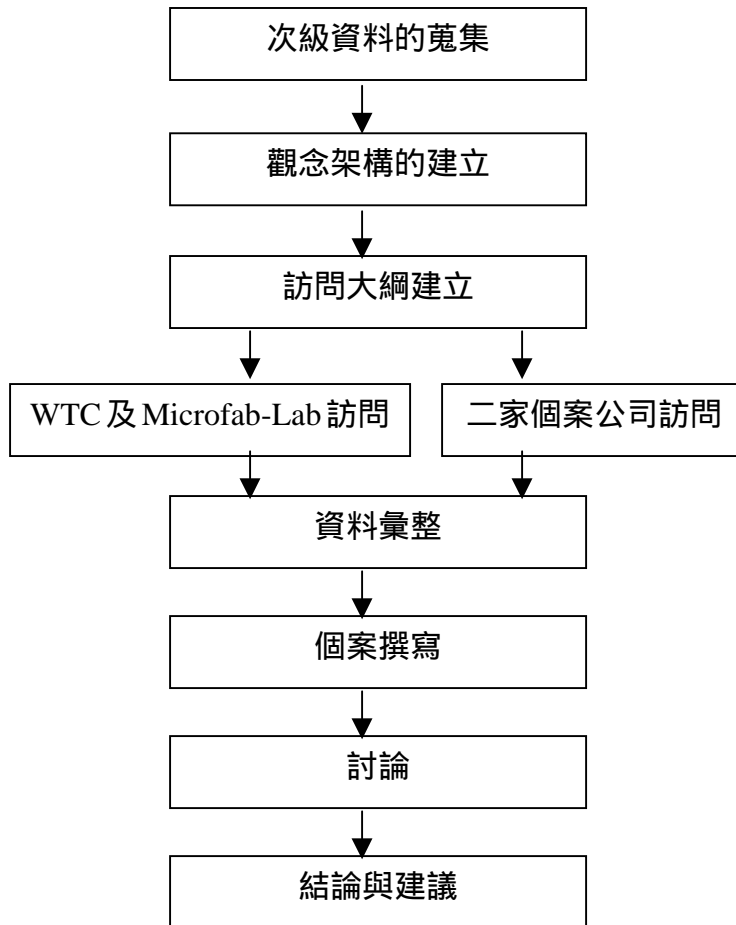 次級資料的蒐集
觀念架構的建立
訪問大綱建立
WTC及Microfab-Lab訪問
二家個案公司訪問
資料彙整
個案撰寫
討論
結論與建議